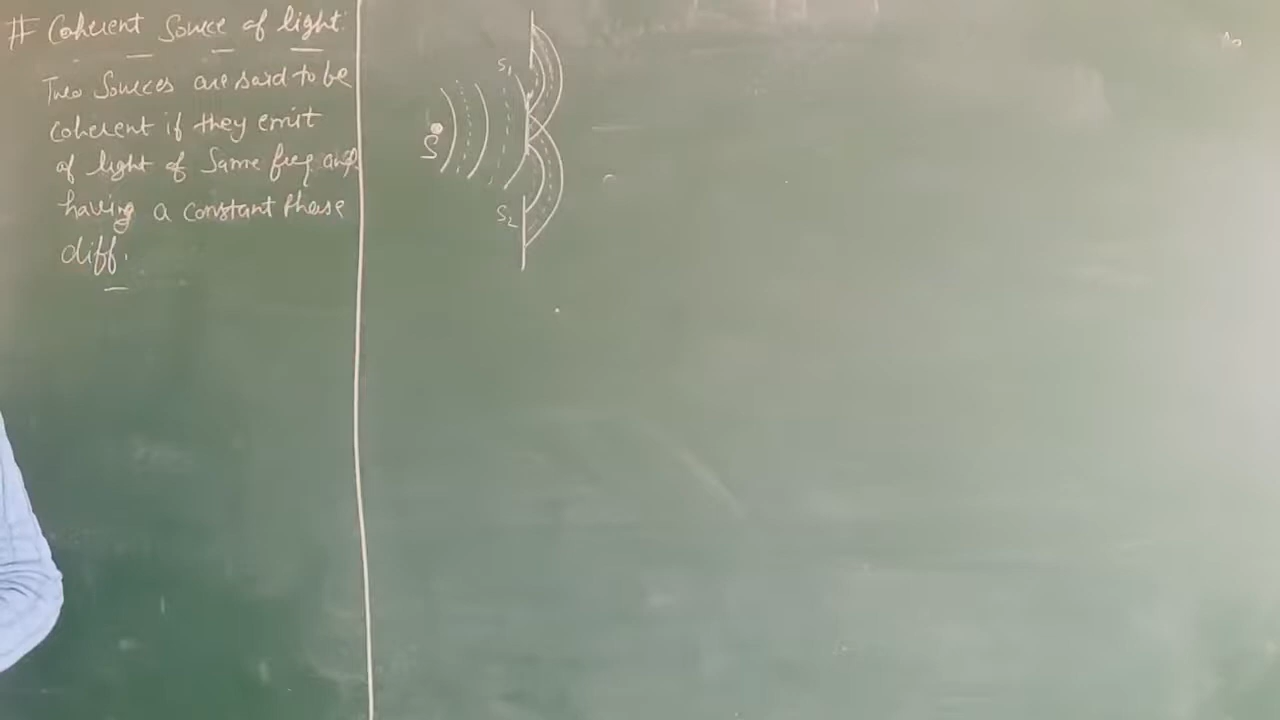 # Coherent Source of light:
Two Sources are said to be
coherent if they emit
of light of Same freq and
having a constant phase
diff.
S
S1
S2